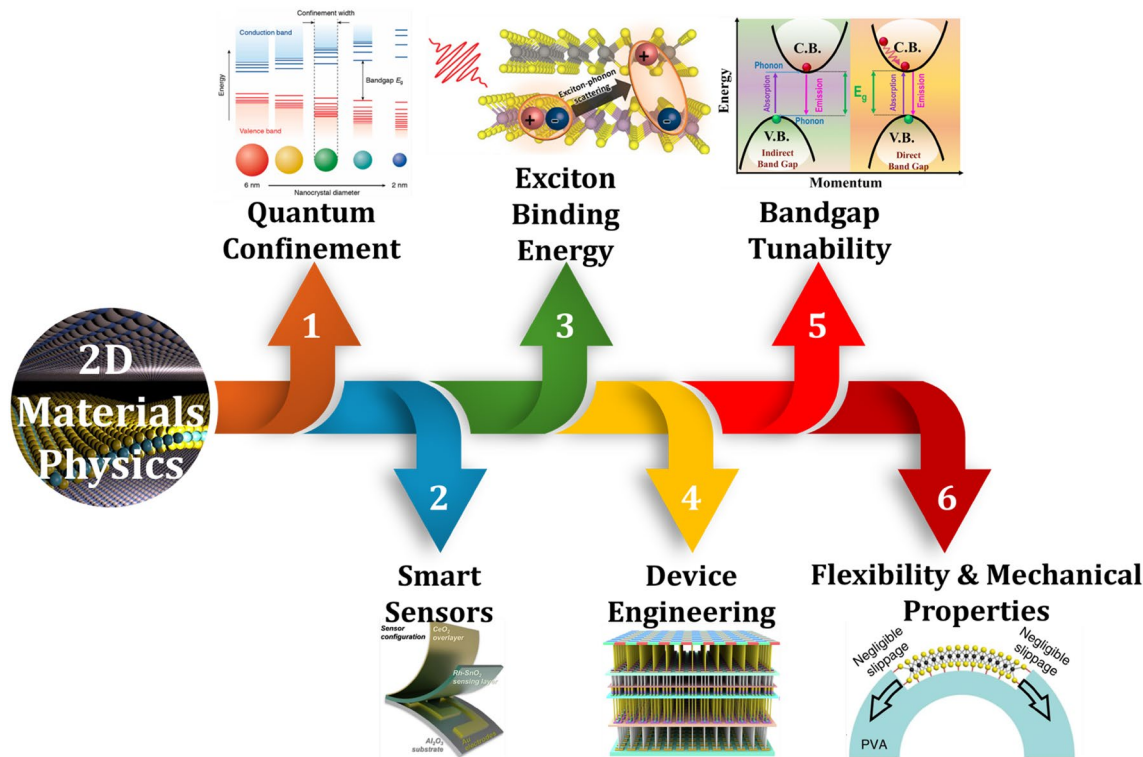 Confinement width
Conduction band
Energy
Bandgap Eg
Valence band
6 nm
Nanocrystal diameter
2 nm
Quantum
Confinement
Exciton-phonon
scattering
+
+
Exciton
Binding
Energy
Energy
C.B.
C.B.
Phonon
Absorption
Emission
Eg
Absorption
Emission
Phonon
V.B.
V.B.
Indirect
Band Gap
Direct
Band Gap
Momentum
Bandgap
Tunability
1
3
5
2D
Materials
Physics
2
4
6
Smart
Sensors
Device
Engineering
Flexibility & Mechanical
Properties
Sensor
configuration
CeO2
overlayer
Rh-SnO2
sensing layer
Al2O3
substrate
Negligible
slippage
Negligible
slippage
PVA